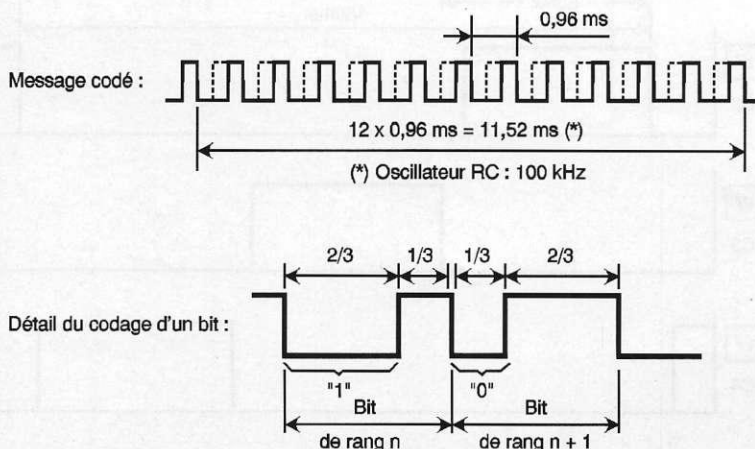 0,96 ms
Message codé :
12 x 0,96 ms = 11,52 ms (*)
(*) Oscillateur RC : 100 kHz
2/3 1/3 1/3 2/3
Détail du codage d'un bit :
"1" "0"
Bit Bit
de rang n de rang n + 1